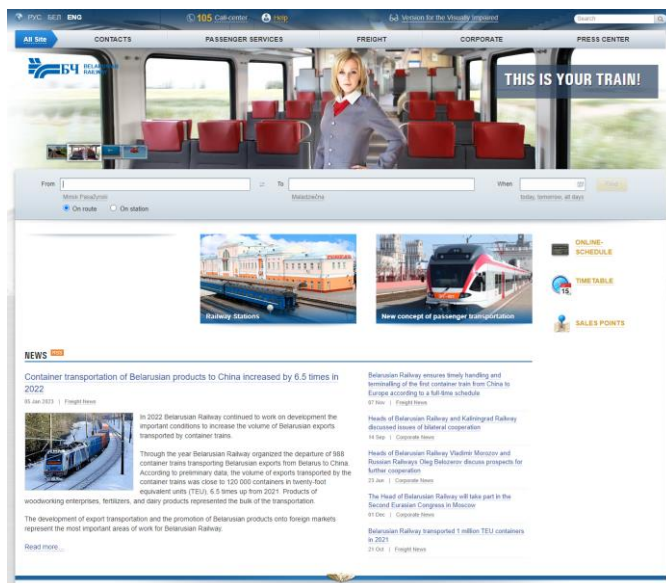 РУС БЕЛ ENG
105 Call-center
Help
Version for the Visually Impaired
Search
All Site
CONTACTS
PASSENGER SERVICES
FREIGHT
CORPORATE
PRESS CENTER
БЧ BELARUSIAN
RAILWAY
THIS IS YOUR TRAIN!
From
To
When
Find
Minsk Pasažyrski
Maladziečna
today, tomorrow, all days
On route
On station
Railway Stations
New concept of passenger transportation
ONLINE-
SCHEDULE
15
TIMETABLE
SALES POINTS
NEWS RSS
Container transportation of Belarusian products to China increased by 6.5 times in
2022
05 Jan 2023 | Freight News
In 2022 Belarusian Railway continued to work on development the
important conditions to increase the volume of Belarusian exports
transported by container trains.
Through the year Belarusian Railway organized the departure of 988
container trains transporting Belarusian exports from Belarus to China.
According to preliminary data, the volume of exports transported by the
container trains was close to 120 000 containers in twenty-foot
equivalent units (TEU), 6.5 times up from 2021. Products of
woodworking enterprises, fertilizers, and dairy products represented the bulk of the transportation.
The development of export transportation and the promotion of Belarusian products onto foreign markets
represent the most important areas of work for Belarusian Railway.
Read more...
Belarusian Railway ensures timely handling and
terminalling of the first container train from China to
Europe according to a full-time schedule
07 Nov | Freight News
Heads of Belarusian Railway and Kaliningrad Railway
discussed issues of bilateral cooperation
14 Sep | Corporate News
Heads of Belarusian Railway Vladimir Morozov and
Russian Railways Oleg Belozerov discuss prospects for
further cooperation
23 Jun | Corporate News
The Head of Belarusian Railway will take part in the
Second Eurasian Congress in Moscow
01 Dec | Corporate News
Belarusian Railway transported 1 million TEU containers
in 2021
21 Oct | Freight News